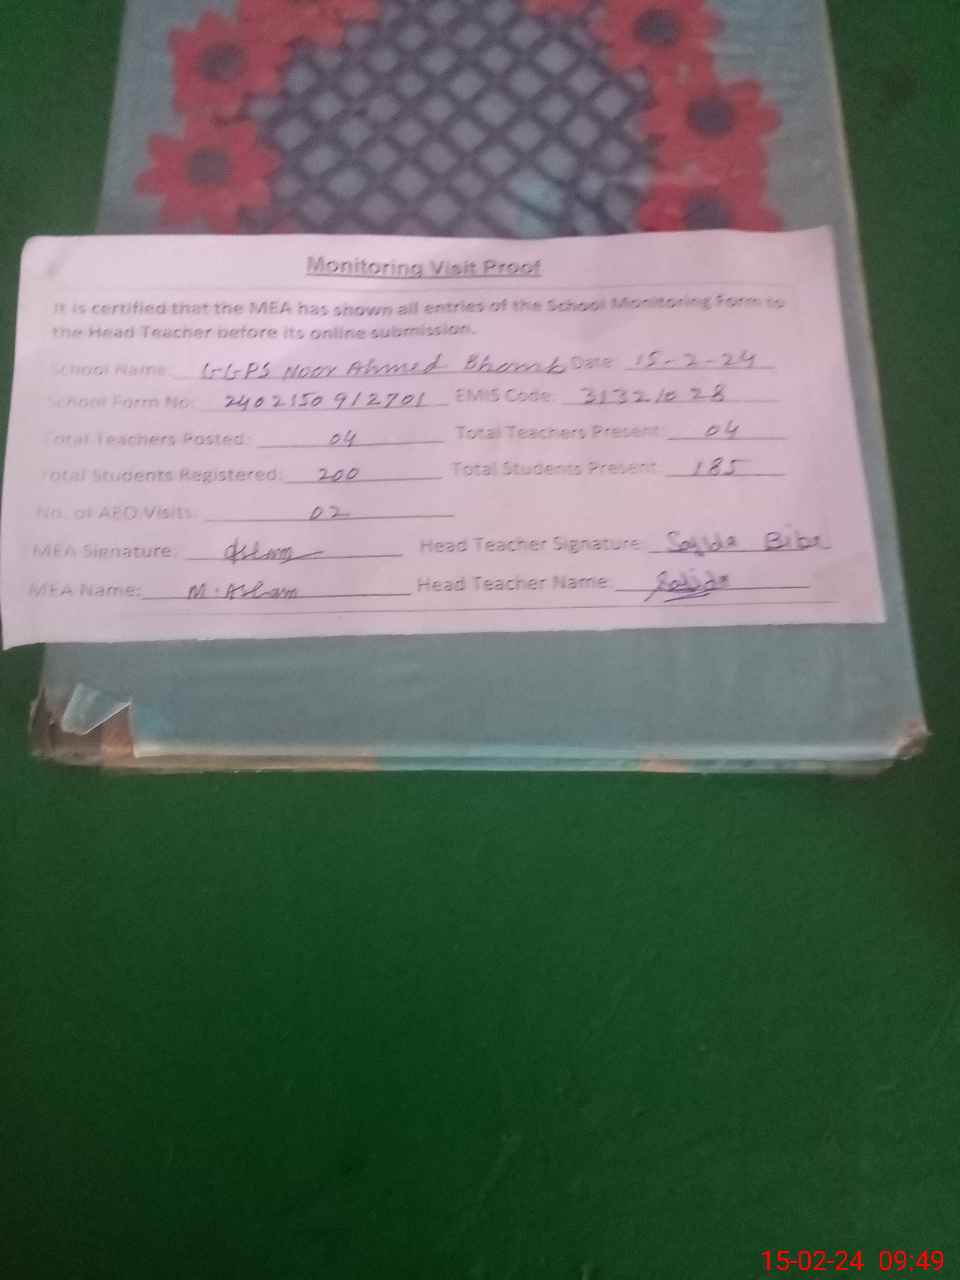 Monitoring Visit Proof
It is certified that the MEA has shown all entries of the School Monitoring Form to
the Head Teacher before its online submission.
School Name: GGPS Noor Ahmed Bhomb Date: 15-2-24
School Form No: 2402150912701 EMIS Code: 31321028
Total Teachers Posted: 04 Total Teachers Present: 04
Total Students Registered: 200 Total Students Present: 185
No. of AEO Visits: 02
MEA Signature: Aslam Head Teacher Signature: Sajida Bibi
MEA Name: M. Aslam Head Teacher Name: Sajida
15-02-24 09:49